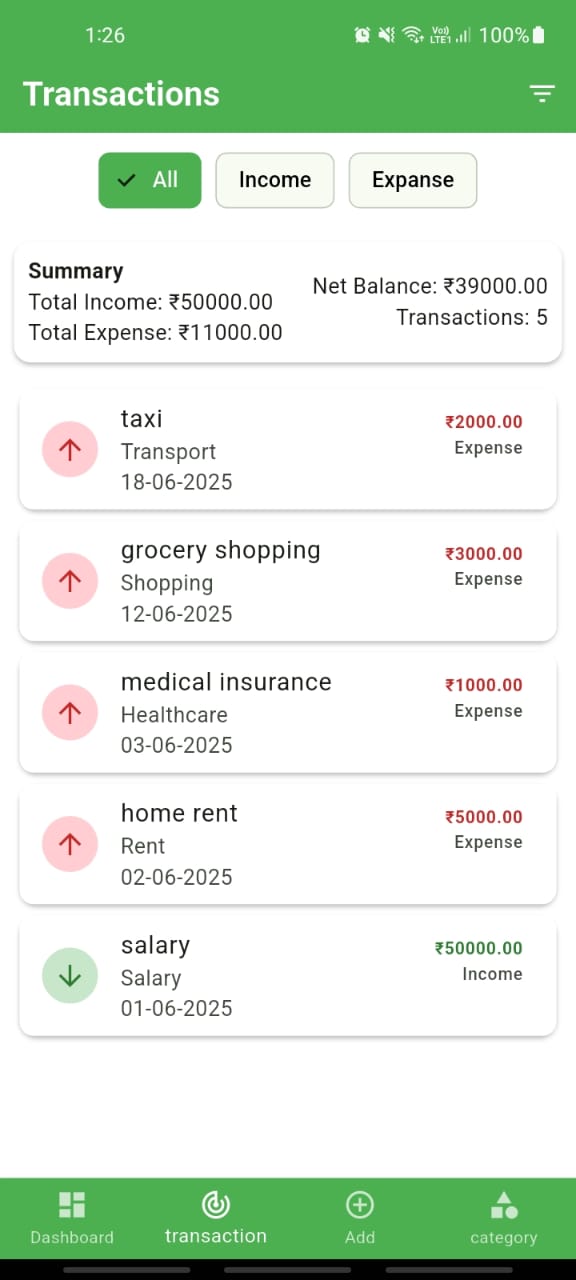 1:26
Vo))
LTE1
100%
Transactions
All
Income
Expanse
Summary
Total Income: ₹50000.00
Total Expense: ₹11000.00
Net Balance: ₹39000.00
Transactions: 5
taxi
Transport
18-06-2025
₹2000.00
Expense
grocery shopping
Shopping
12-06-2025
₹3000.00
Expense
medical insurance
Healthcare
03-06-2025
₹1000.00
Expense
home rent
Rent
02-06-2025
₹5000.00
Expense
salary
Salary
01-06-2025
₹50000.00
Income
Dashboard
transaction
Add
category